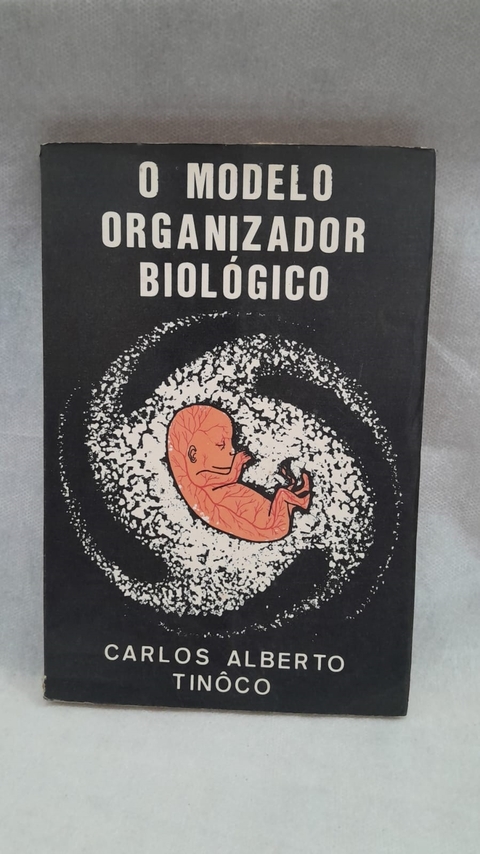 O MODELO
ORGANIZADOR
BIOLÓGICO
CARLOS ALBERTO
TINÔCO